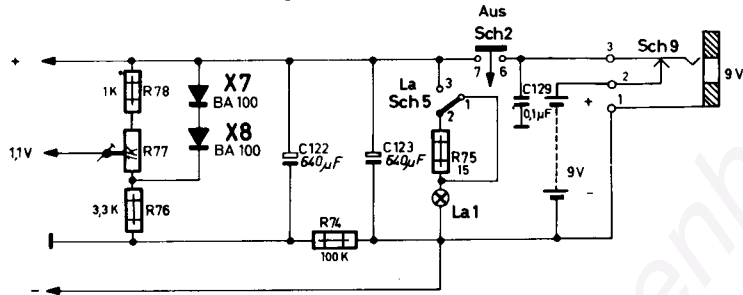 Aus
Sch2
7 6
3
Sch9
+
1K R78
X7
BA 100
La 3
Sch5 1
2
C129
0,1µF
2
+
1
9V
1,1V
1K R77
X8
BA 100
C122
640µF
C123
640µF
R75
15
9V
3,3K R76
La1
-
R74
100K
-
enh